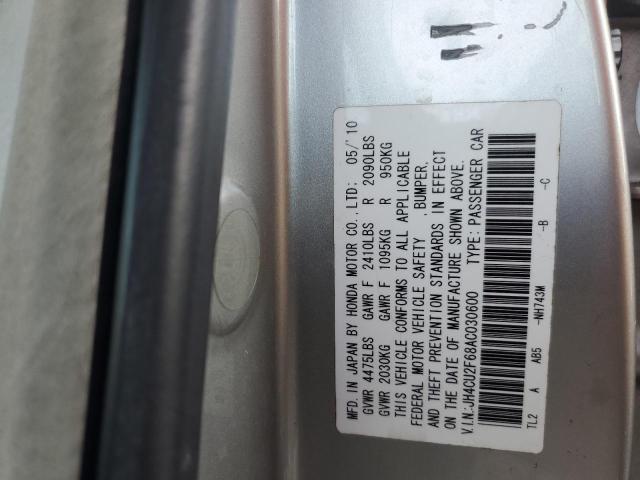 MFD. IN JAPAN BY HONDA MOTOR CO., LTD: 05/'10
GVWR 4475LBS GAWR F 2410LBS R 2090LBS
GVWR 2030KG GAWR F 1095KG R 950KG
THIS VEHICLE CONFORMS TO ALL APPLICABLE
FEDERAL MOTOR VEHICLE SAFETY ,BUMPER,
AND THEFT PREVENTION STANDARDS IN EFFECT
ON THE DATE OF MANUFACTURE SHOWN ABOVE.
V.I.N:JH4CU2F68AC030600 TYPE: PASSENGER CAR
TL2 A AB5 -NH743M -B -C